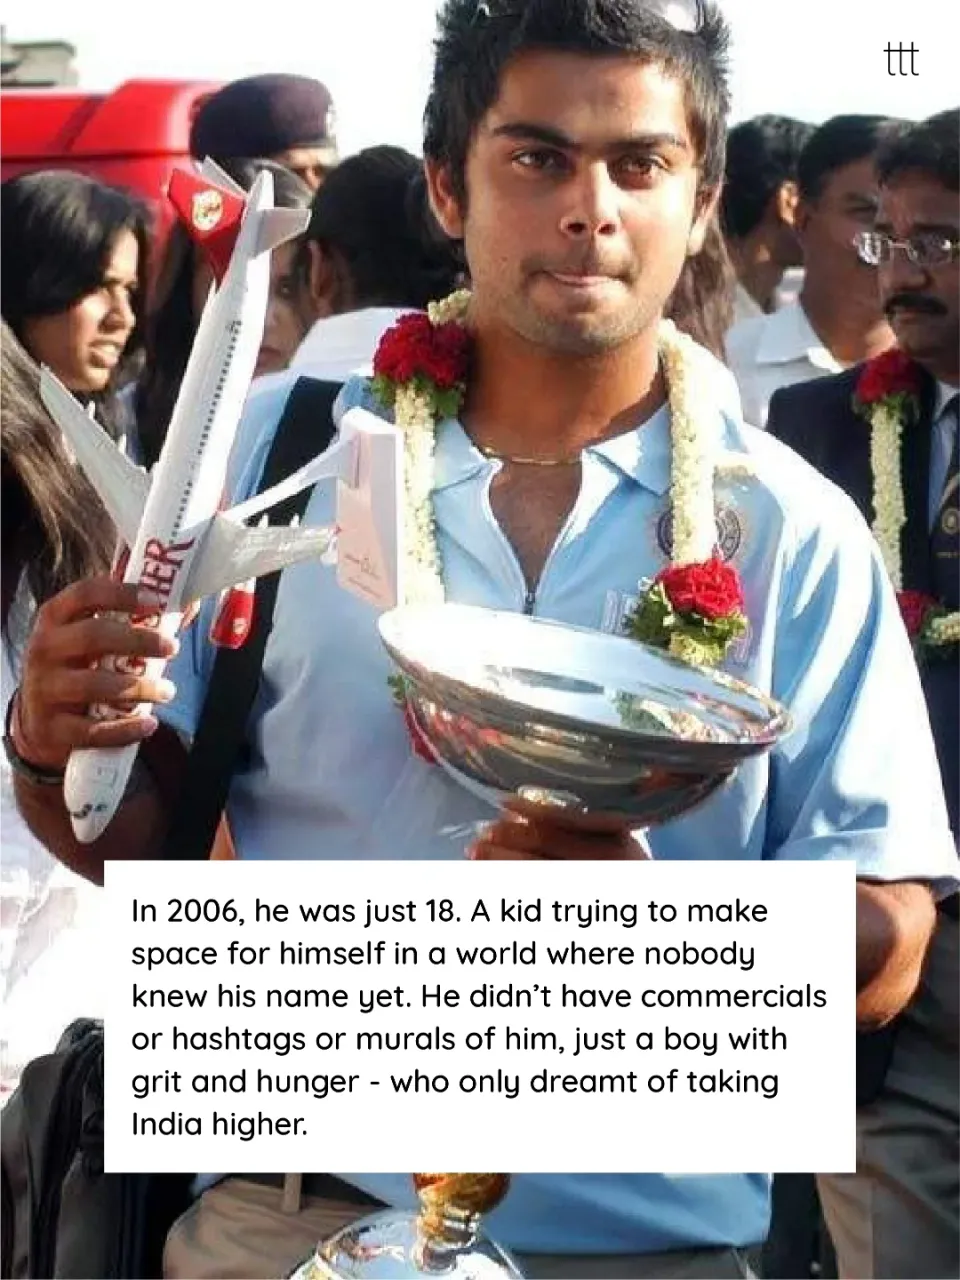 ttt
In 2006, he was just 18. A kid trying to make
space for himself in a world where nobody
knew his name yet. He didn’t have commercials
or hashtags or murals of him, just a boy with
grit and hunger - who only dreamt of taking
India higher.